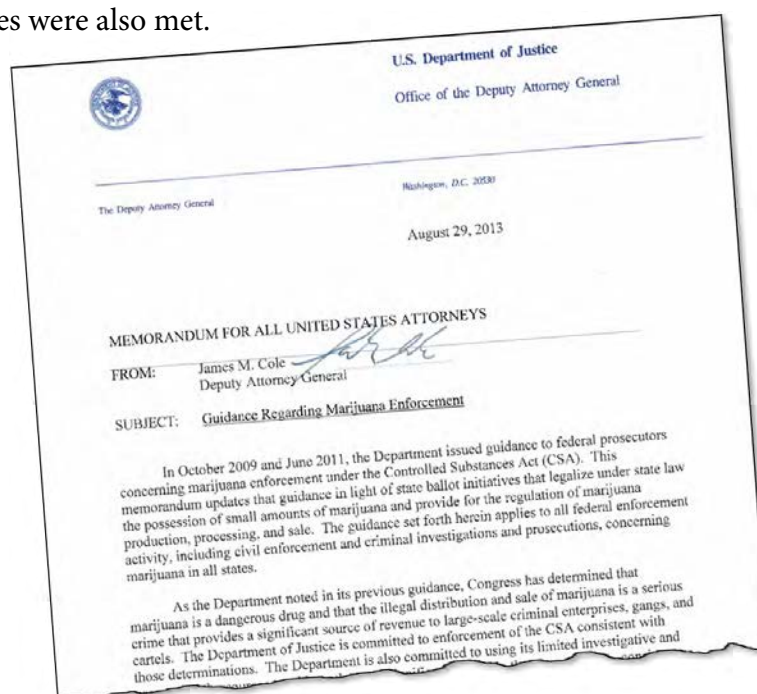 es were also met.
U.S. Department of Justice
Office of the Deputy Attorney General
The Deputy Attorney General
Washington, D.C. 20530
August 29, 2013
MEMORANDUM FOR ALL UNITED STATES ATTORNEYS
FROM: James M. Cole
Deputy Attorney General
SUBJECT: Guidance Regarding Marijuana Enforcement
In October 2009 and June 2011, the Department issued guidance to federal prosecutors
concerning marijuana enforcement under the Controlled Substances Act (CSA). This
memorandum updates that guidance in light of state ballot initiatives that legalize under state law
the possession of small amounts of marijuana and provide for the regulation of marijuana
production, processing, and sale. The guidance set forth herein applies to all federal enforcement
activity, including civil enforcement and criminal investigations and prosecutions, concerning
marijuana in all states.
As the Department noted in its previous guidance, Congress has determined that
marijuana is a dangerous drug and that the illegal distribution and sale of marijuana is a serious
crime that provides a significant source of revenue to large-scale criminal enterprises, gangs, and
cartels. The Department of Justice is committed to enforcement of the CSA consistent with
those determinations. The Department is also committed to using its limited investigative and